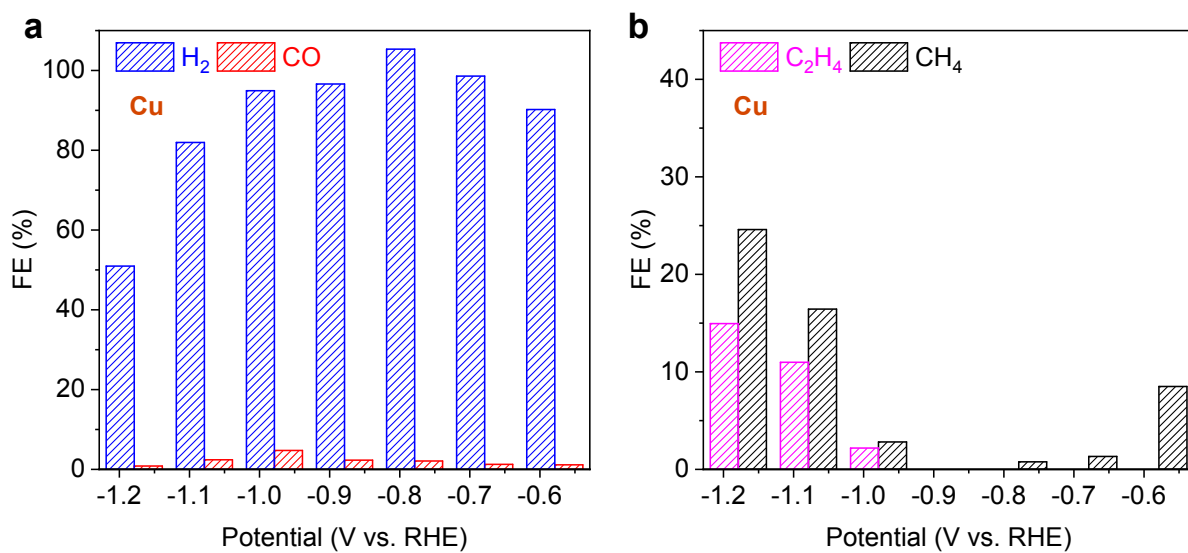 a
H₂ CO
Cu
FE (%)
100
80
60
40
20
0
-1.2 -1.1 -1.0 -0.9 -0.8 -0.7 -0.6
Potential (V vs. RHE)
b
C₂H₄ CH₄
Cu
FE (%)
40
30
20
10
0
-1.2 -1.1 -1.0 -0.9 -0.8 -0.7 -0.6
Potential (V vs. RHE)